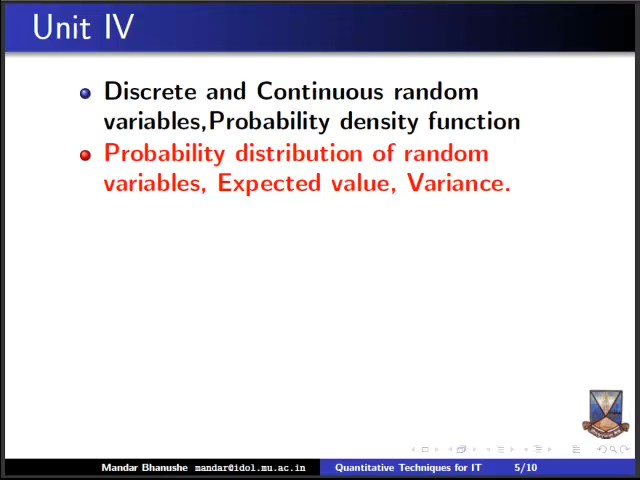 Unit IV
Discrete and Continuous random
variables,Probability density function
Probability distribution of random
variables, Expected value, Variance.
Mandar Bhanushe mandar@idol.mu.ac.in Quantitative Techniques for IT 5/10